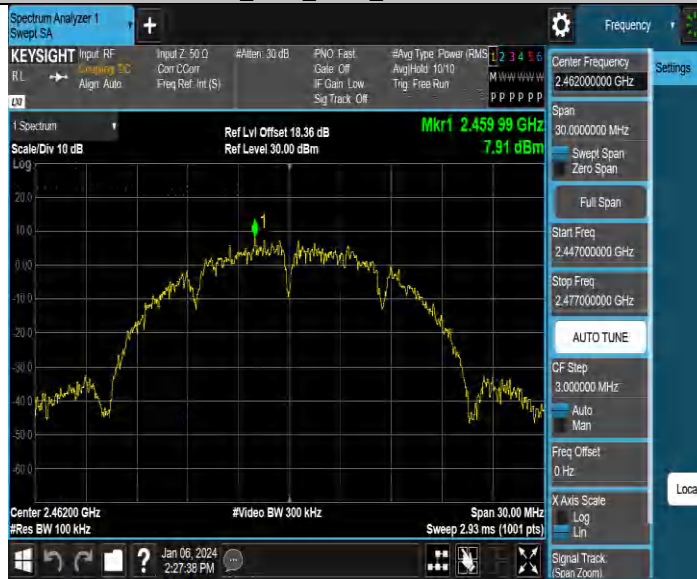 Spectrum Analyzer 1
Swept SA
+
Frequency
KEYSIGHT
RL
Input: RF
Coupling: DC
Align: Auto
Input Z: 50 Ω
Corr CCorr
Freq Ref: Int (S)
#Atten: 30 dB
PNO: Fast
Gate: Off
IF Gain: Low
Sig Track: Off
#Avg Type: Power (RMS
Avg|Hold: 10/10
Trig: Free Run
1 2 3 4 5 6
M W W W W W
P P P P P P
LXI
1 Spectrum
Scale/Div 10 dB
Log
Ref Lvl Offset 18.36 dB
Ref Level 30.00 dBm
Mkr1 2.459 99 GHz
7.91 dBm
20.0
10.0
0.00
-10.0
-20.0
-30.0
-40.0
-50.0
-60.0
1
Center 2.46200 GHz
#Res BW 100 kHz
#Video BW 300 kHz
Span 30.00 MHz
Sweep 2.93 ms (1001 pts)
?
Jan 06, 2024
2:27:38 PM
Center Frequency
2.462000000 GHz
Settings
Span
30.0000000 MHz
Swept Span
Zero Span
Full Span
Start Freq
2.447000000 GHz
Stop Freq
2.477000000 GHz
AUTO TUNE
CF Step
3.000000 MHz
Auto
Man
Freq Offset
0 Hz
X Axis Scale
Log
Lin
Loca
Signal Track
(Span Zoom)